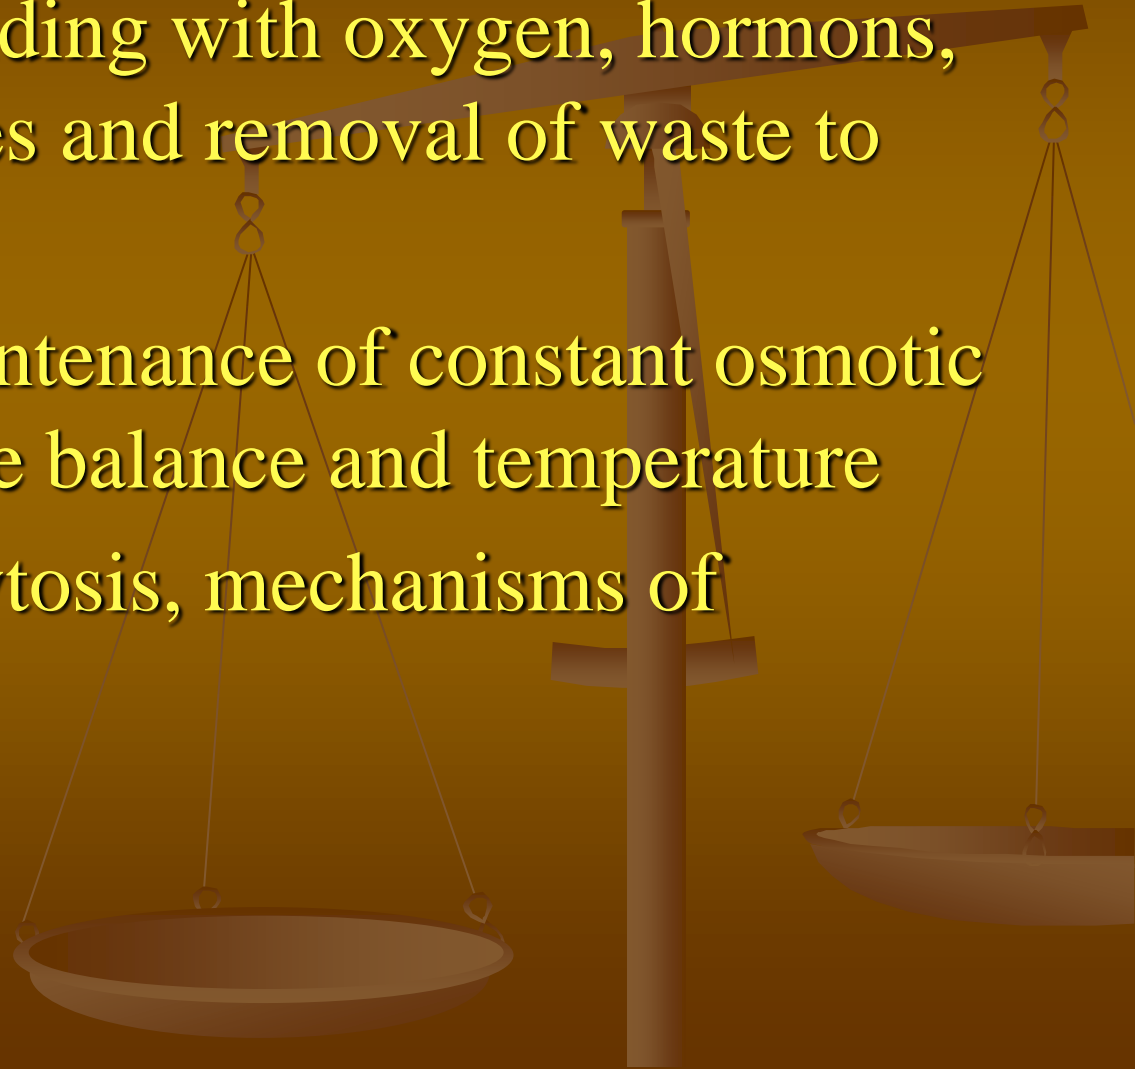 ding with oxygen, hormons,
es and removal of waste to
ntenance of constant osmotic
e balance and temperature
ytosis, mechanisms of